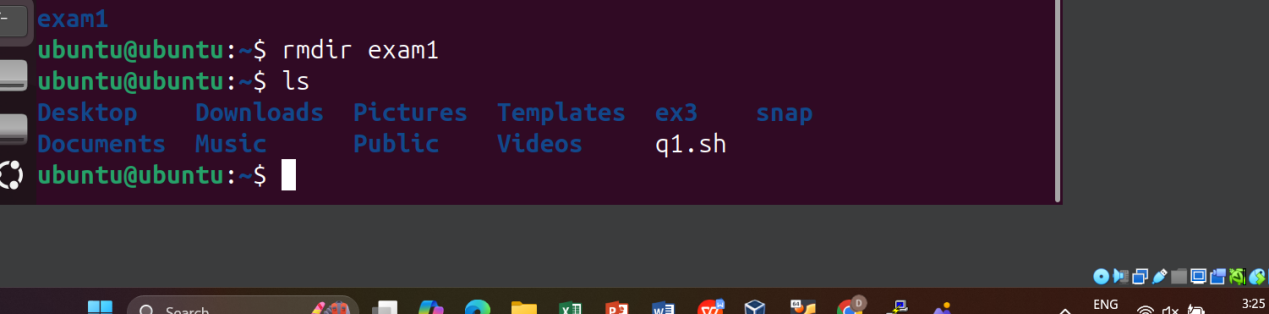 exam1
ubuntu@ubuntu:~$ rmdir exam1
ubuntu@ubuntu:~$ ls
Desktop Downloads Pictures Templates ex3 snap
Documents Music Public Videos q1.sh
ubuntu@ubuntu:~$
Search
ENG
3:25